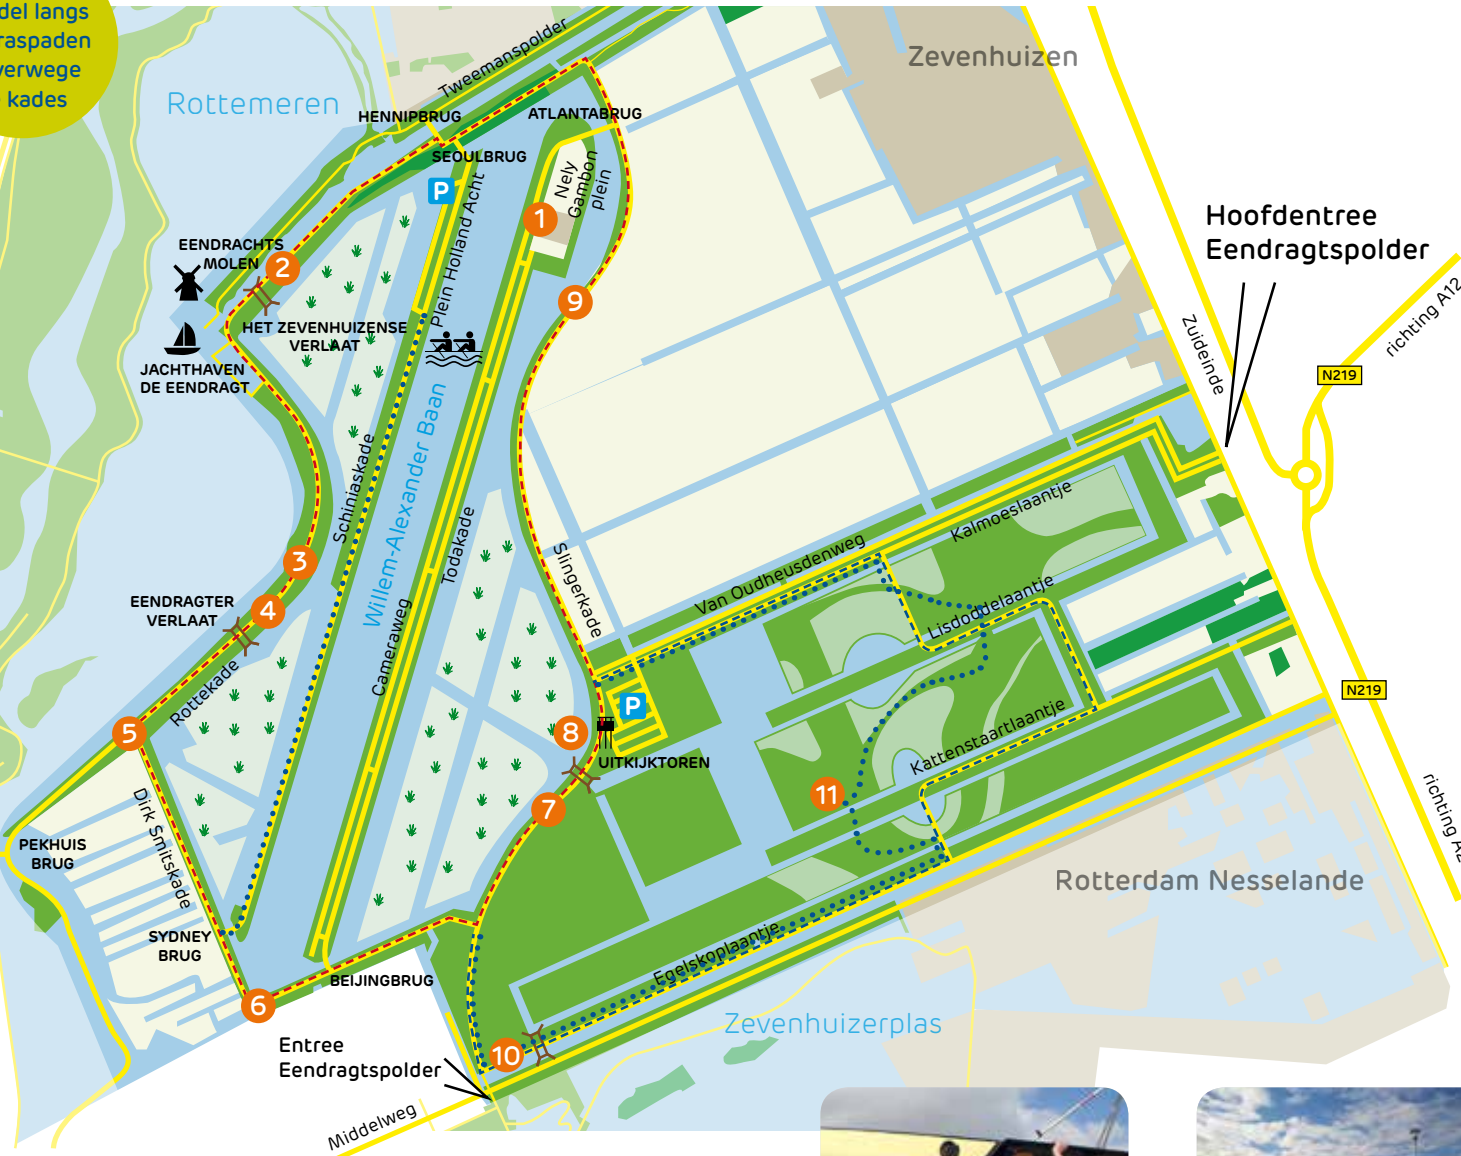 del langs
raspaden
verwege
kades
Rottemeren
Tweemanspolder
Zevenhuizen
HENNIPBRUG
ATLANTABRUG
SEOULBRUG
P
Nely
Gambon
plein
1
Plein Holland Acht
Hoofdentree
Eendragtspolder
EENDRACHTS
MOLEN
2
9
HET ZEVENHUIZENSE
VERLAAT
JACHTHAVEN
DE EENDRAGT
Zuideinde
richting A12
N219
Schiniaskade
Willem-Alexander Baan
Todakade
Cameraweg
Slingerkade
Van Oudheusdenweg
Kalmoeslaantje
Lisdoddelaantje
3
EENDRAGTER
VERLAAT
4
Rottekade
5
N219
P
8
UITKIJKTOREN
Kattenstaartlaantje
11
7
Dirk Smitskade
PEKHUIS
BRUG
richting A2
Rotterdam Nesselande
SYDNEY
BRUG
Egelskoplaantje
BEIJINGBRUG
6
Zevenhuizerplas
Entree
Eendragtspolder
10
Middelweg